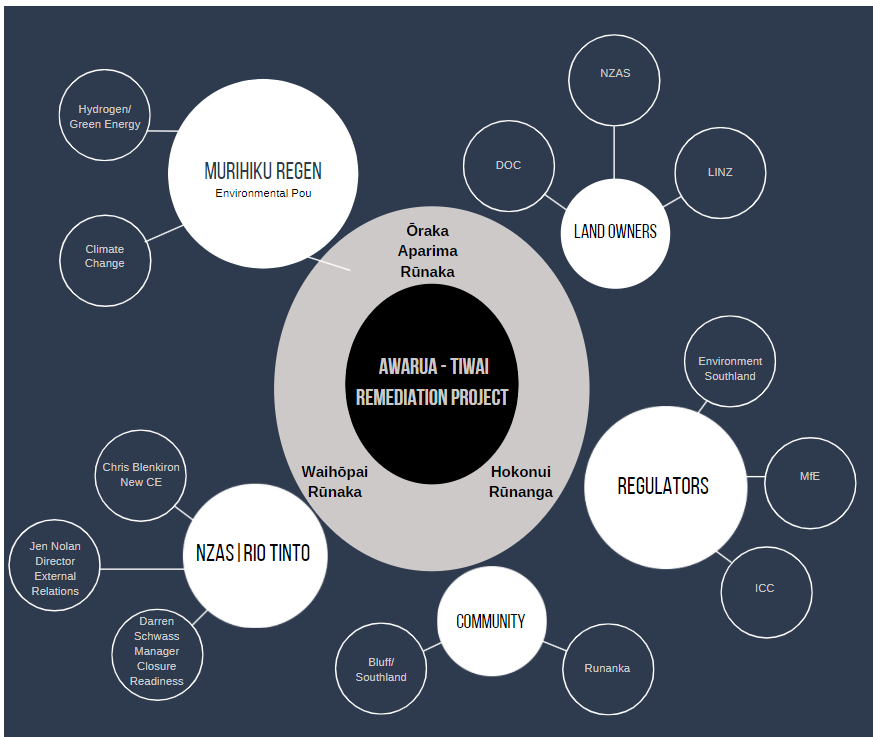 Hydrogen/
Green Energy
MURIHIKU REGEN
Environmental Pou
Climate
Change
NZAS
DOC
LINZ
LAND OWNERS
Ōraka
Aparima
Rūnaka
AWARUA - TIWAI
REMEDIATION PROJECT
Waihōpai
Rūnaka
Hokonui
Rūnanga
Environment
Southland
REGULATORS
MfE
ICC
Chris Blenkiron
New CE
NZAS|RIO TINTO
Jen Nolan
Director
External
Relations
Darren
Schwass
Manager
Closure
Readiness
COMMUNITY
Bluff/
Southland
Runanka